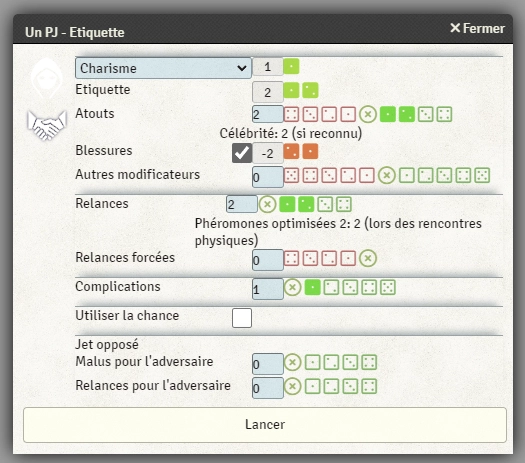 Un PJ - Etiquette
✕ Fermer
Charisme 1
Etiquette 2
Atouts 2
Célébrité: 2 (si reconnu)
Blessures -2
Autres modificateurs 0
Relances 2
Phéromones optimisées 2: 2 (lors des rencontres
physiques)
Relances forcées 0
Complications 1
Utiliser la chance
Jet opposé
Malus pour l'adversaire 0
Relances pour l'adversaire 0
Lancer